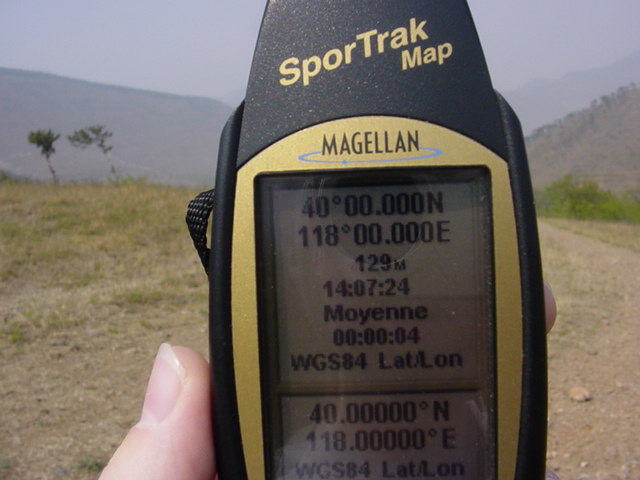 SporTrak
Map
MAGELLAN
40°00.000N
118°00.000E
129M
14:07:24
Moyenne
00:00:04
WGS84 Lat/Lon
40.00000°N
118.00000°E
WGS84 Lat/Lon